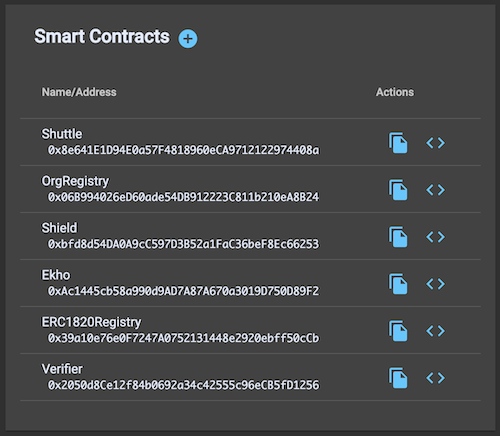 Smart Contracts
Name/Address Actions
Shuttle
0x8e641E1D94E0a57F4818960eCA9712122974408a
OrgRegistry
0x06B994026eD60ade54DB912223C811b210eA8B24
Shield
0xbfd8d54DA0A9cC597D3B52a1FaC36beF8Ec66253
Ekho
0xAc1445cb58a990d9AD7A87A670a3019D750D89F2
ERC1820Registry
0x39a10e76e0F7247A0752131448e2920ebff50cCb
Verifier
0x2050d8Ce12f84b0692a34c42555c96eCB5fD1256